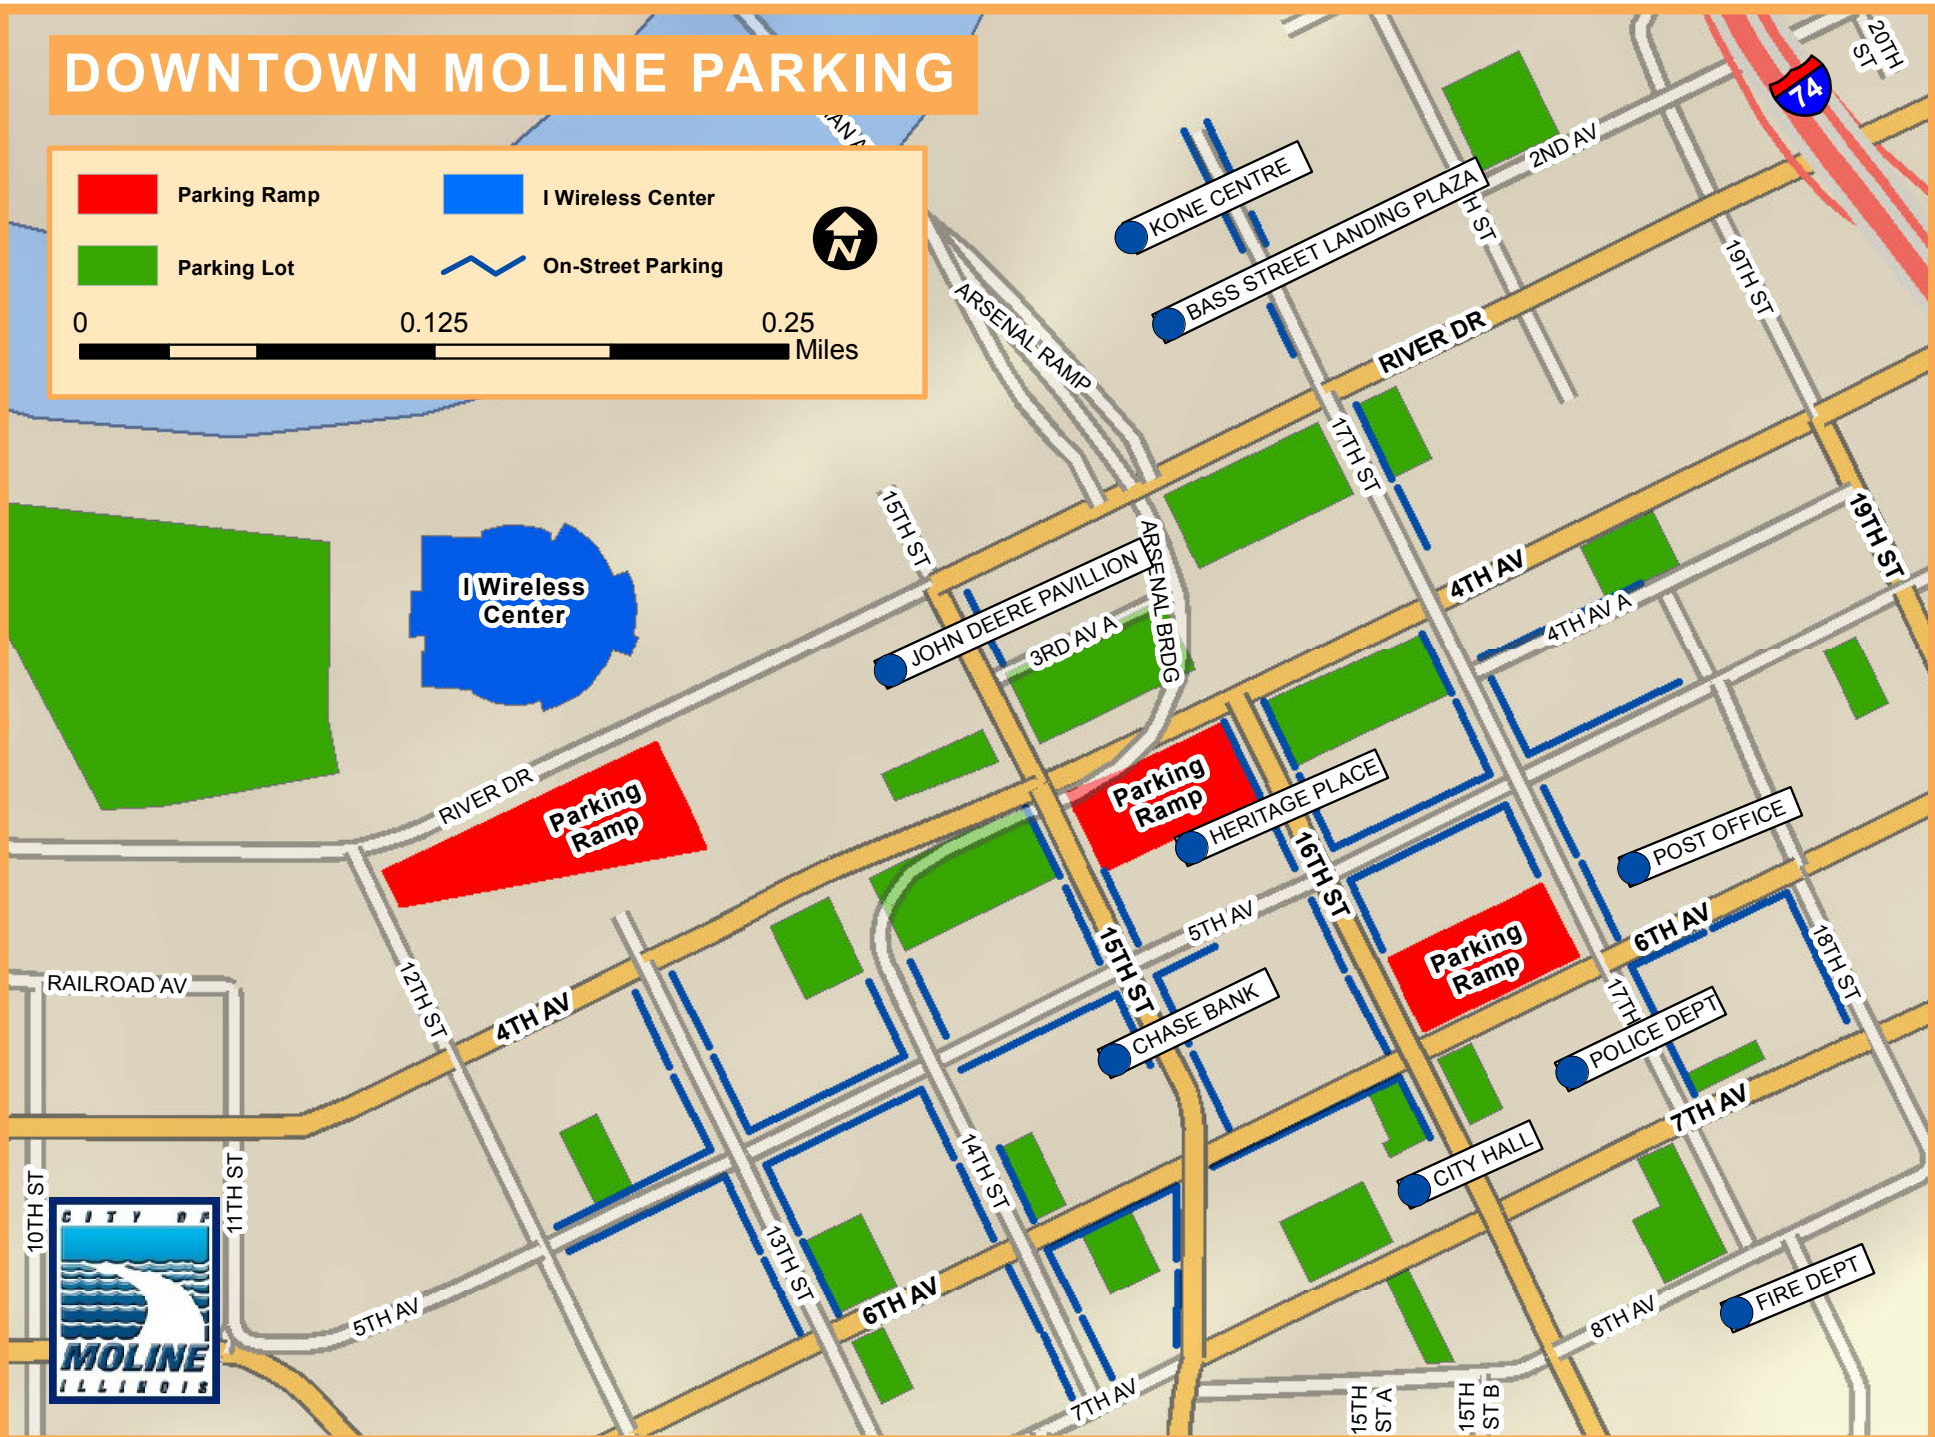 DOWNTOWN MOLINE PARKING
Parking Ramp
I Wireless Center
Parking Lot
On-Street Parking
N
0
0.125
0.25
Miles
20TH
ST
74
2ND AV
KONE CENTRE
BASS STREET LANDING PLAZA
H ST
19TH ST
ARSENAL RAMP
RIVER DR
17TH ST
15TH ST
ARSENAL BRDG
19TH ST
4TH AV
I Wireless
Center
JOHN DEERE PAVILLION
3RD AV A
4TH AV A
RIVER DR
Parking
Ramp
Parking
Ramp
HERITAGE PLACE
POST OFFICE
16TH ST
5TH AV
6TH AV
Parking
Ramp
15TH ST
18TH ST
RAILROAD AV
12TH ST
4TH AV
17TH
CHASE BANK
POLICE DEPT
7TH AV
CITY HALL
14TH ST
10TH ST
11TH ST
13TH ST
6TH AV
5TH AV
FIRE DEPT
8TH AV
7TH AV
15TH
ST A
15TH
ST B
CITY OF
MOLINE
ILLINOIS